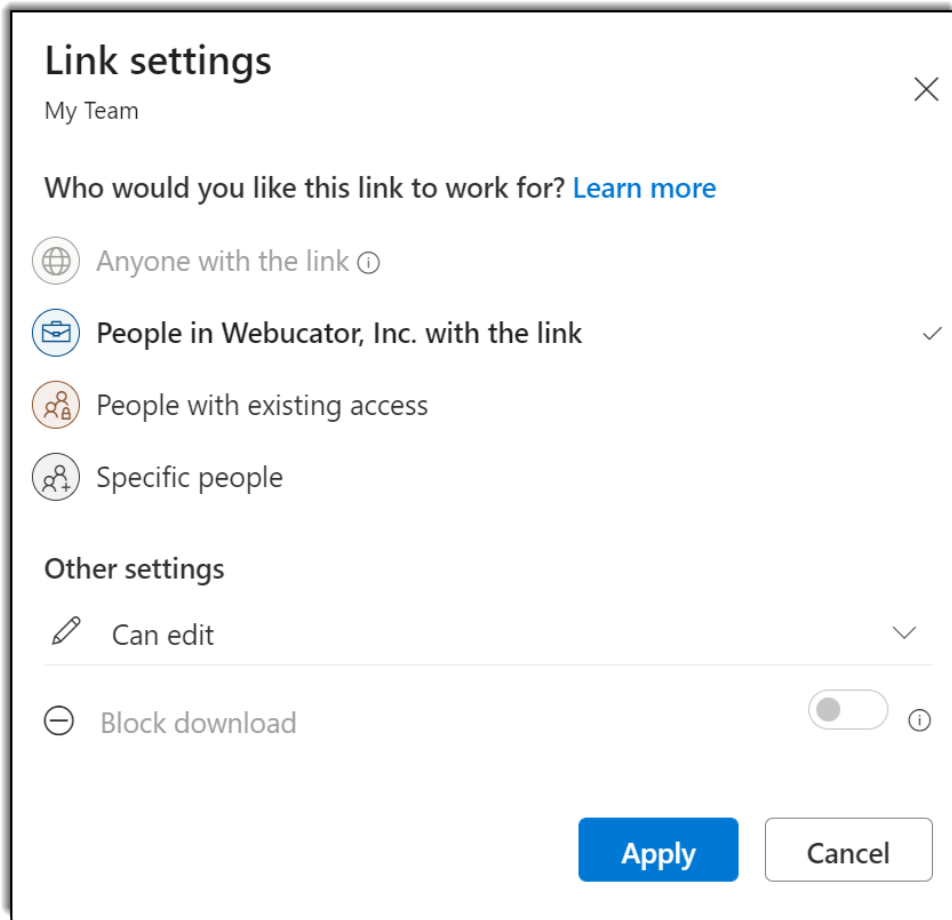 Link settings
My Team
Who would you like this link to work for? Learn more
Anyone with the link
People in Webucator, Inc. with the link
People with existing access
Specific people
Other settings
Can edit
Block download
Apply
Cancel